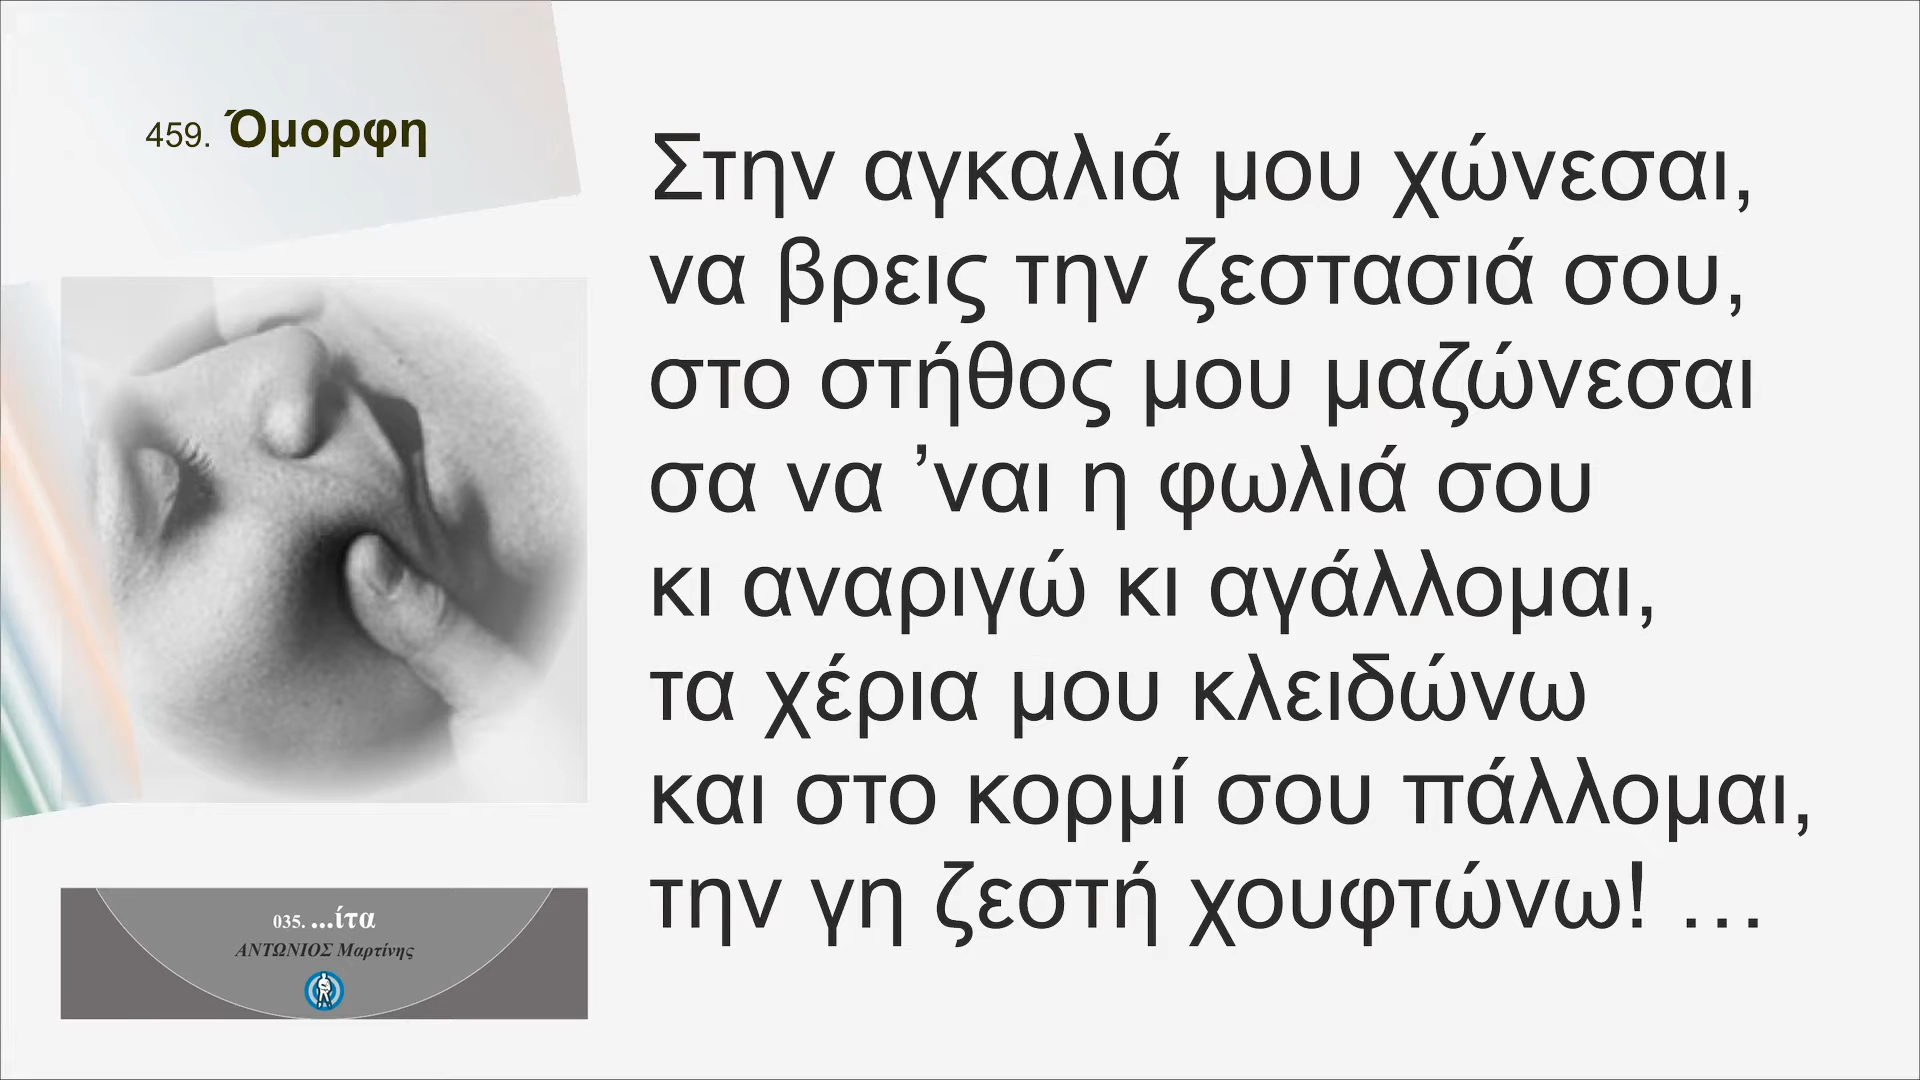 459. Όμορφη
Στην αγκαλιά μου χώνεσαι,
να βρεις την ζεστασιά σου,
στο στήθος μου μαζώνεσαι
σα να ’ναι η φωλιά σου
κι αναριγώ κι αγάλλομαι,
τα χέρια μου κλειδώνω
και στο κορμί σου πάλλομαι,
την γη ζεστή χουφτώνω! …
035. ...ίτα
ΑΝΤΩΝΙΟΣ Μαρτίνης